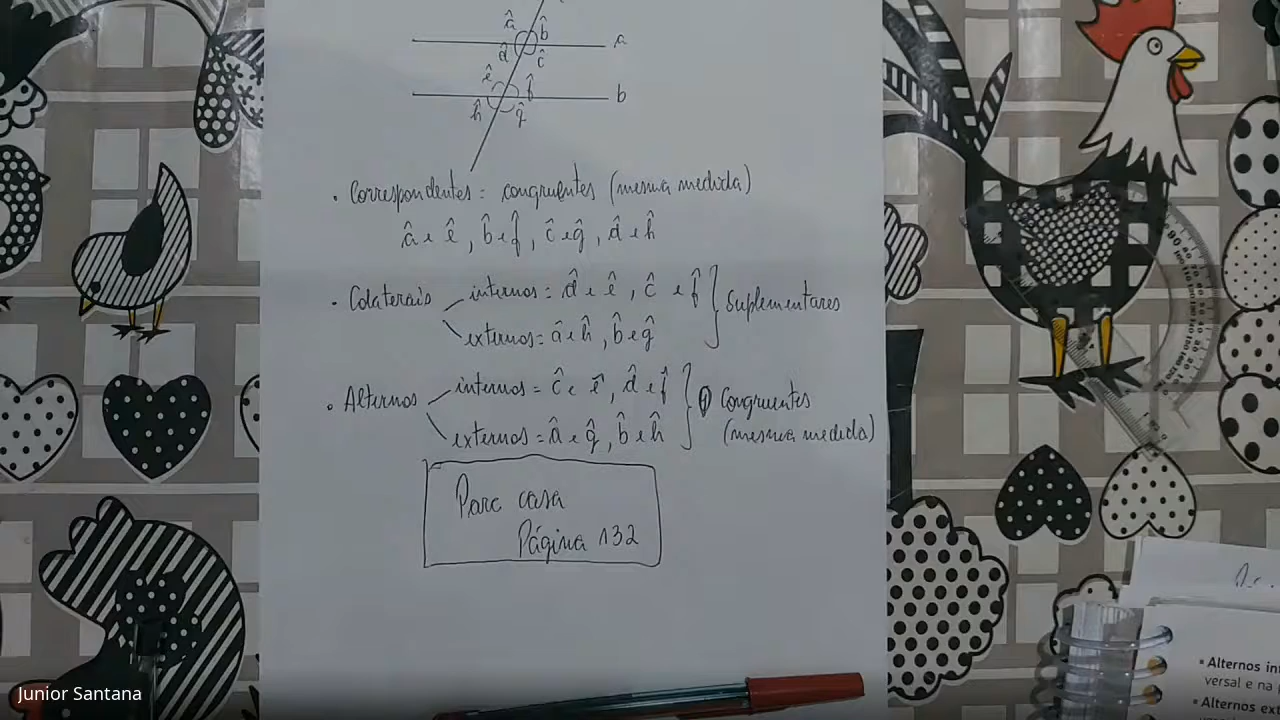 â b̂
a
d̂ ĉ
ê f̂
b
ĥ ĝ
• Correspondentes = congruentes (mesma medida)
â e ê, b̂ e f̂, ĉ e ĝ, d̂ e ĥ
• Colaterais internos = d̂ e ê, ĉ e f̂ } Suplementares
externos = â e ĥ, b̂ e ĝ
• Alternos internos = ĉ e ê, d̂ e f̂ } Congruentes
externos = â e ĝ, b̂ e ĥ (mesma medida)
Para casa
Página 132
• Alternos in
versal e na
• Alternos ext
Junior Santana